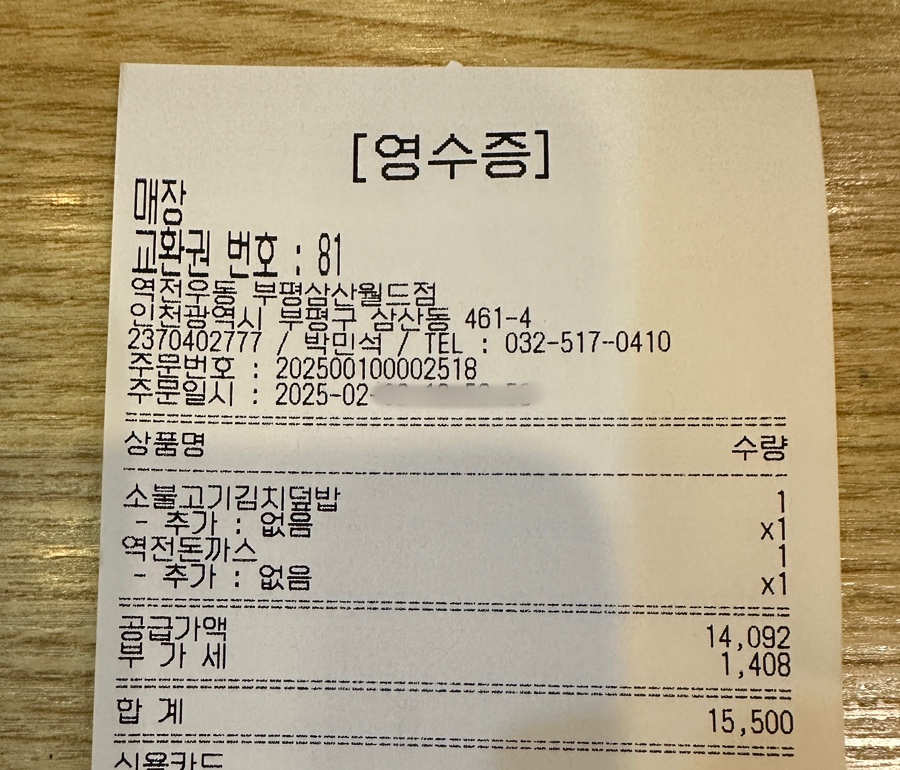 [영수증]
매장
교환권 번호 : 81
역전우동 부평삼산월드점
인천광역시 부평구 삼산동 461-4
2370402777 / 박민석 / TEL : 032-517-0410
주문번호 : 202500100002518
주문일시 : 2025-02-
상품명 수량
소불고기김치덮밥 1
- 추가 : 없음 x1
역전돈까스 1
- 추가 : 없음 x1
공급가액 14,092
부 가 세 1,408
합 계 15,500
신용카드